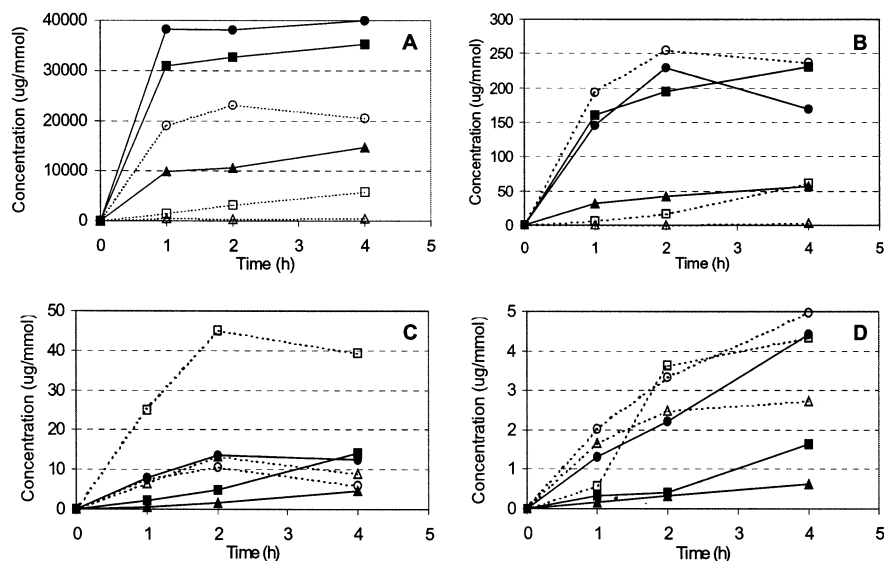 A
Concentration (ug/mmol)
40000
30000
20000
10000
0
0 1 2 3 4 5
Time (h)
B
Concentration (ug/mmol)
300
250
200
150
100
50
0
0 1 2 3 4 5
Time (h)
C
Concentration (ug/mmol)
50
40
30
20
10
0
0 1 2 3 4 5
Time (h)
D
Concentration (ug/mmol)
5
4
3
2
1
0
0 1 2 3 4 5
Time (h)